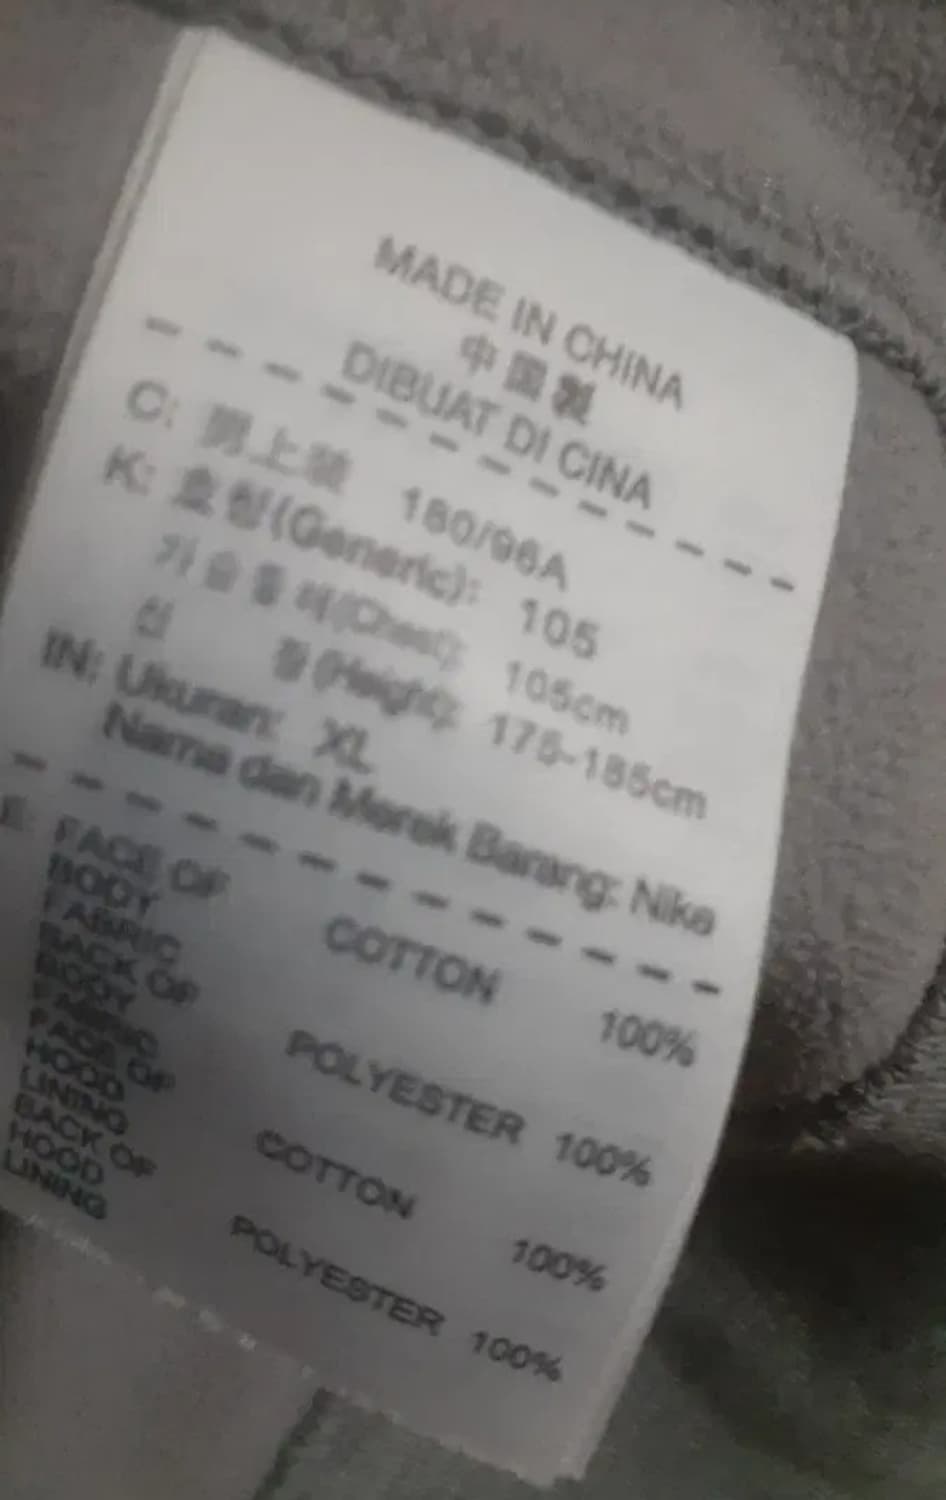 MADE IN CHINA
中國製
DIBUAT DI CINA
C: 男上裝 180/96A
K: 호칭(Generic): 105
가슴둘레(Chest): 105cm
신 장(Height): 175-185cm
IN: Ukuran: XL
Nama dan Merek Barang: Nike
FACE OF
BODY
FABRIC COTTON 100%
BACK OF
BODY
FABRIC POLYESTER 100%
FACE OF
HOOD
LINING COTTON 100%
BACK OF
HOOD
LINING POLYESTER 100%